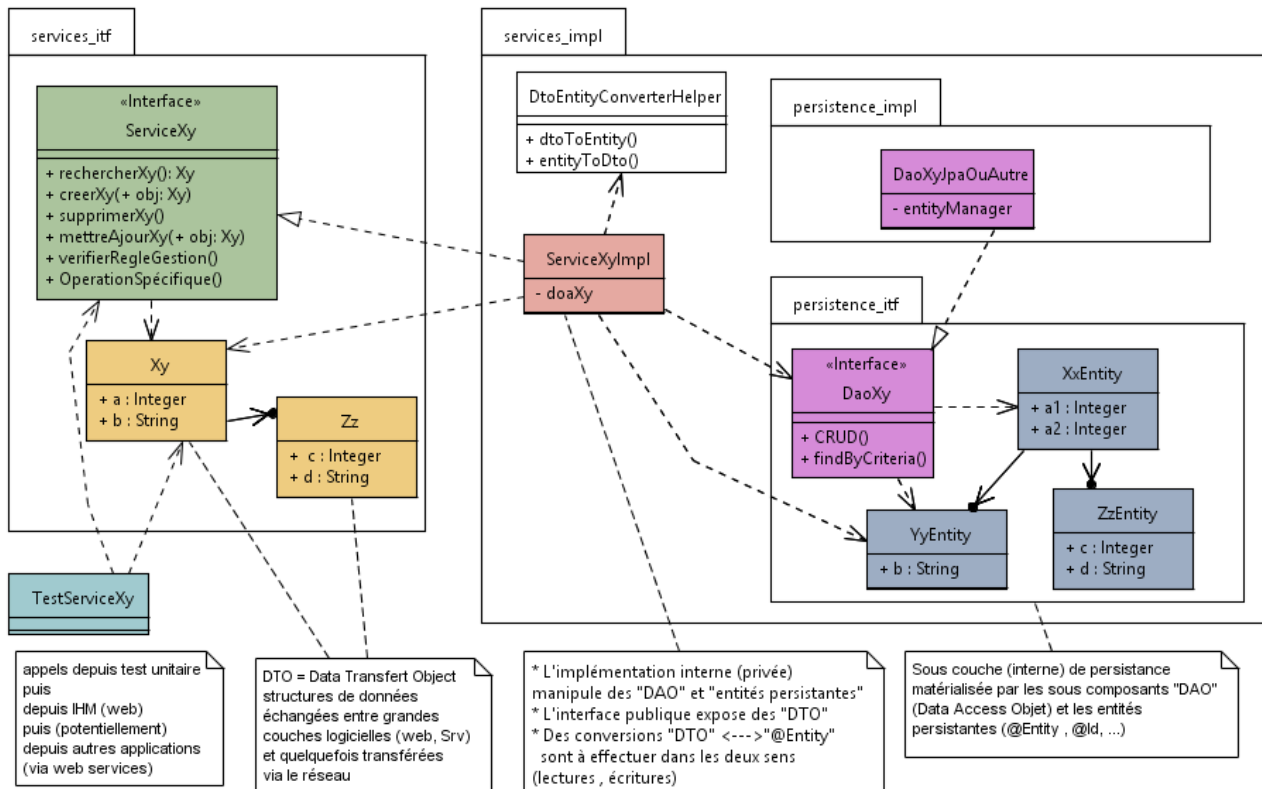 services_itf
«Interface»
ServiceXy
+ rechercherXy(): Xy
+ creerXy(+ obj: Xy)
+ supprimerXy()
+ mettreAjourXy(+ obj: Xy)
+ verifierRegleGestion()
+ OperationSpécifique()
Xy
+ a : Integer
+ b : String
Zz
+ c : Integer
+ d : String
TestServiceXy
services_impl
DtoEntityConverterHelper
+ dtoToEntity()
+ entityToDto()
ServiceXyImpl
- doaXy
persistence_impl
DaoXyJpaOuAutre
- entityManager
persistence_itf
«Interface»
DaoXy
+ CRUD()
+ findByCriteria()
XxEntity
+ a1 : Integer
+ a2 : Integer
YyEntity
+ b : String
ZzEntity
+ c : Integer
+ d : String
appels depuis test unitaire
puis
depuis IHM (web)
puis (potentiellement)
depuis autres applications
(via web services)
DTO = Data Transfert Object
structures de données
échangées entre grandes
couches logicielles (web, Srv)
et quelquefois transférées
via le réseau
* L'implémentation interne (privée)
manipule des "DAO" et "entités persistantes"
* L'interface publique expose des "DTO"
* Des conversions "DTO" <--->"@Entity"
sont à effectuer dans les deux sens
(lectures , écritures)
Sous couche (interne) de persistance
matérialisée par les sous composants "DAO"
(Data Access Objet) et les entités
persistantes (@Entity , @Id, ...)